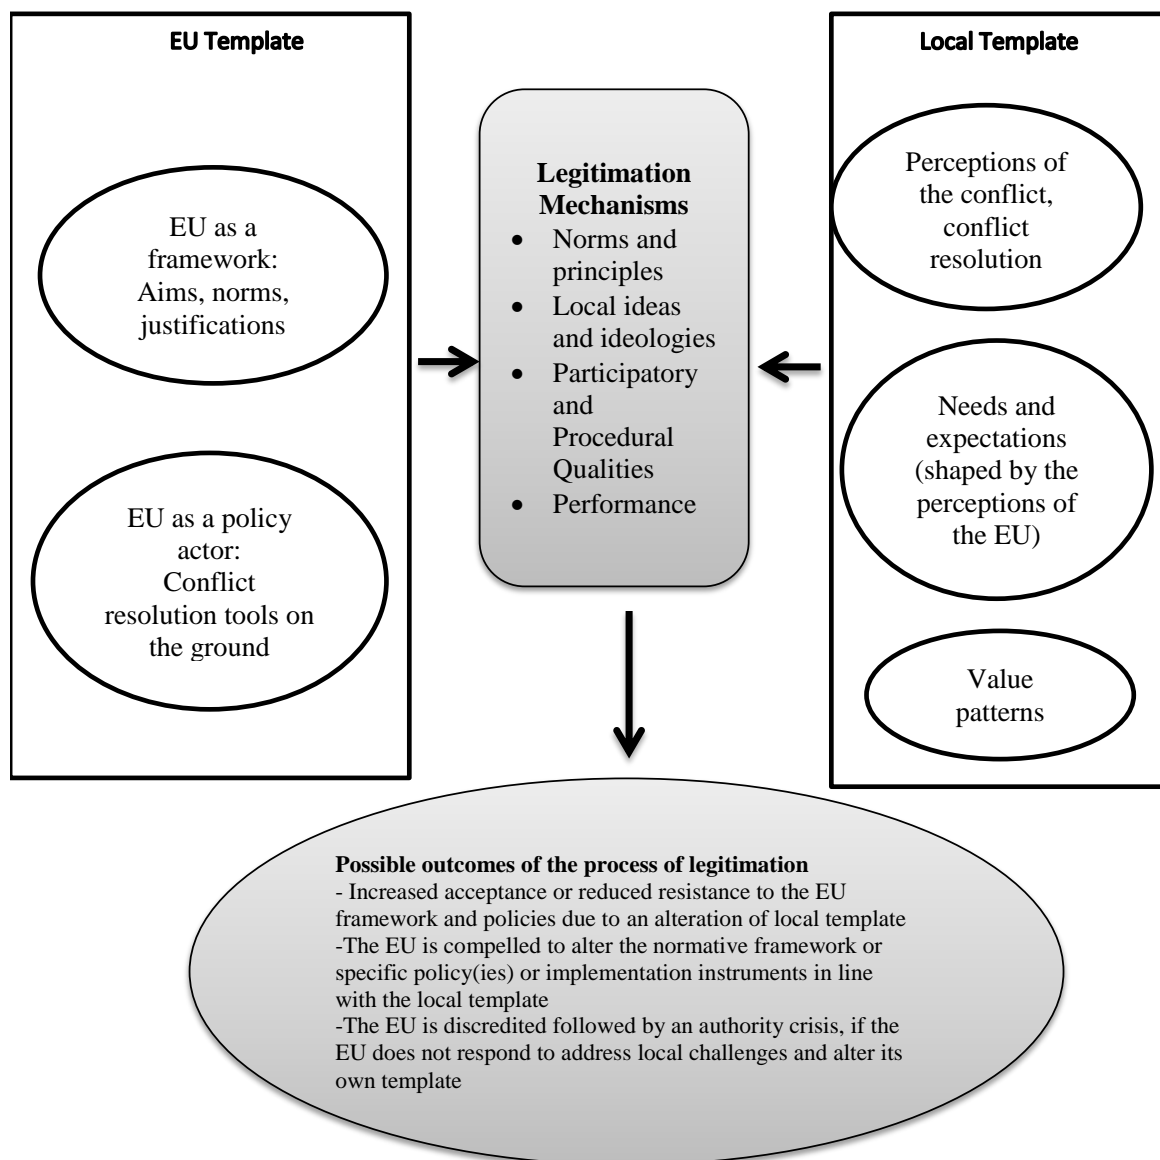 EU Template
EU as a
framework:
Aims, norms,
justifications
EU as a policy
actor:
Conflict
resolution tools on
the ground
Legitimation
Mechanisms
• Norms and
principles
• Local ideas
and ideologies
• Participatory
and
Procedural
Qualities
• Performance
Local Template
Perceptions of
the conflict,
conflict
resolution
Needs and
expectations
(shaped by the
perceptions of
the EU)
Value
patterns
Possible outcomes of the process of legitimation
- Increased acceptance or reduced resistance to the EU
framework and policies due to an alteration of local template
-The EU is compelled to alter the normative framework or
specific policy(ies) or implementation instruments in line
with the local template
-The EU is discredited followed by an authority crisis, if the
EU does not respond to address local challenges and alter its
own template